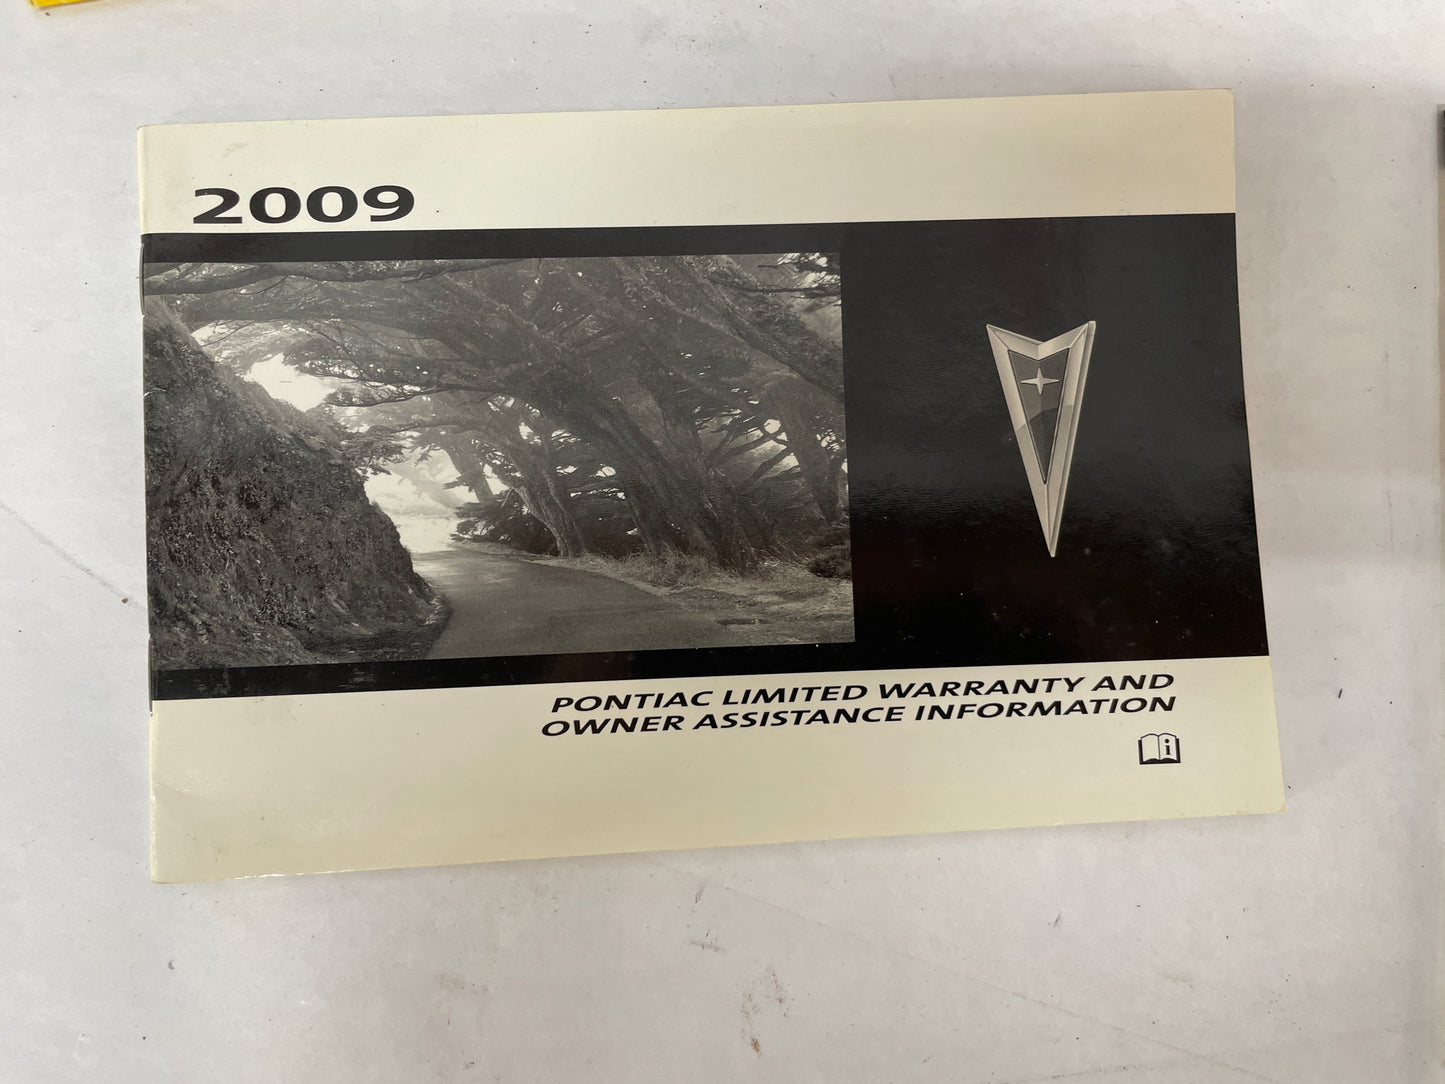 2009
PONTIAC LIMITED WARRANTY AND
OWNER ASSISTANCE INFORMATION
i